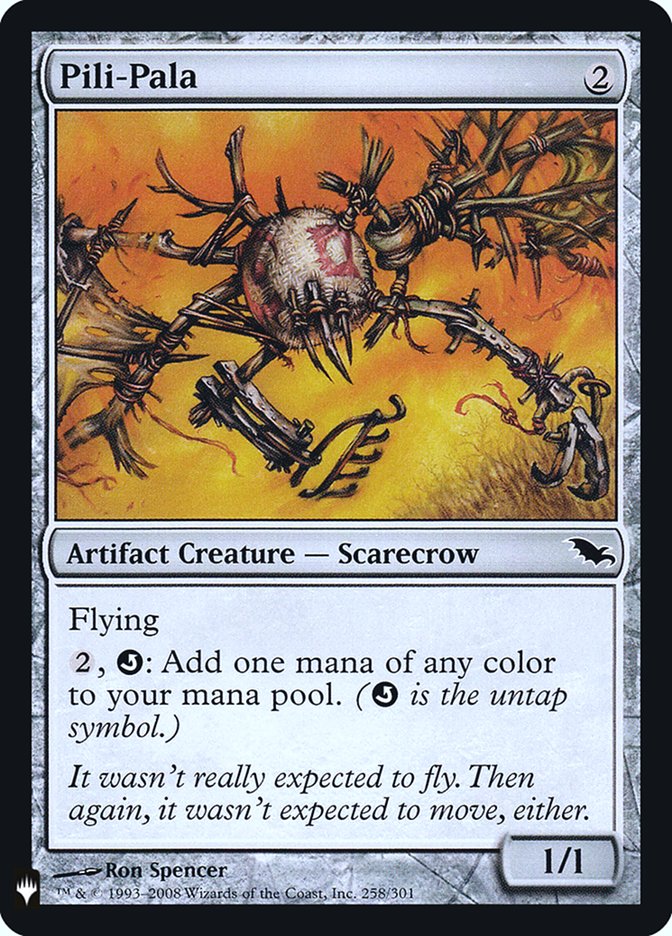 Pili-Pala
2
Artifact Creature — Scarecrow
Flying
2, : Add one mana of any color
to your mana pool. ( is the untap
symbol.)
It wasn't really expected to fly. Then
again, it wasn't expected to move, either.
1/1
Ron Spencer
™ & © 1993–2008 Wizards of the Coast, Inc. 258/301